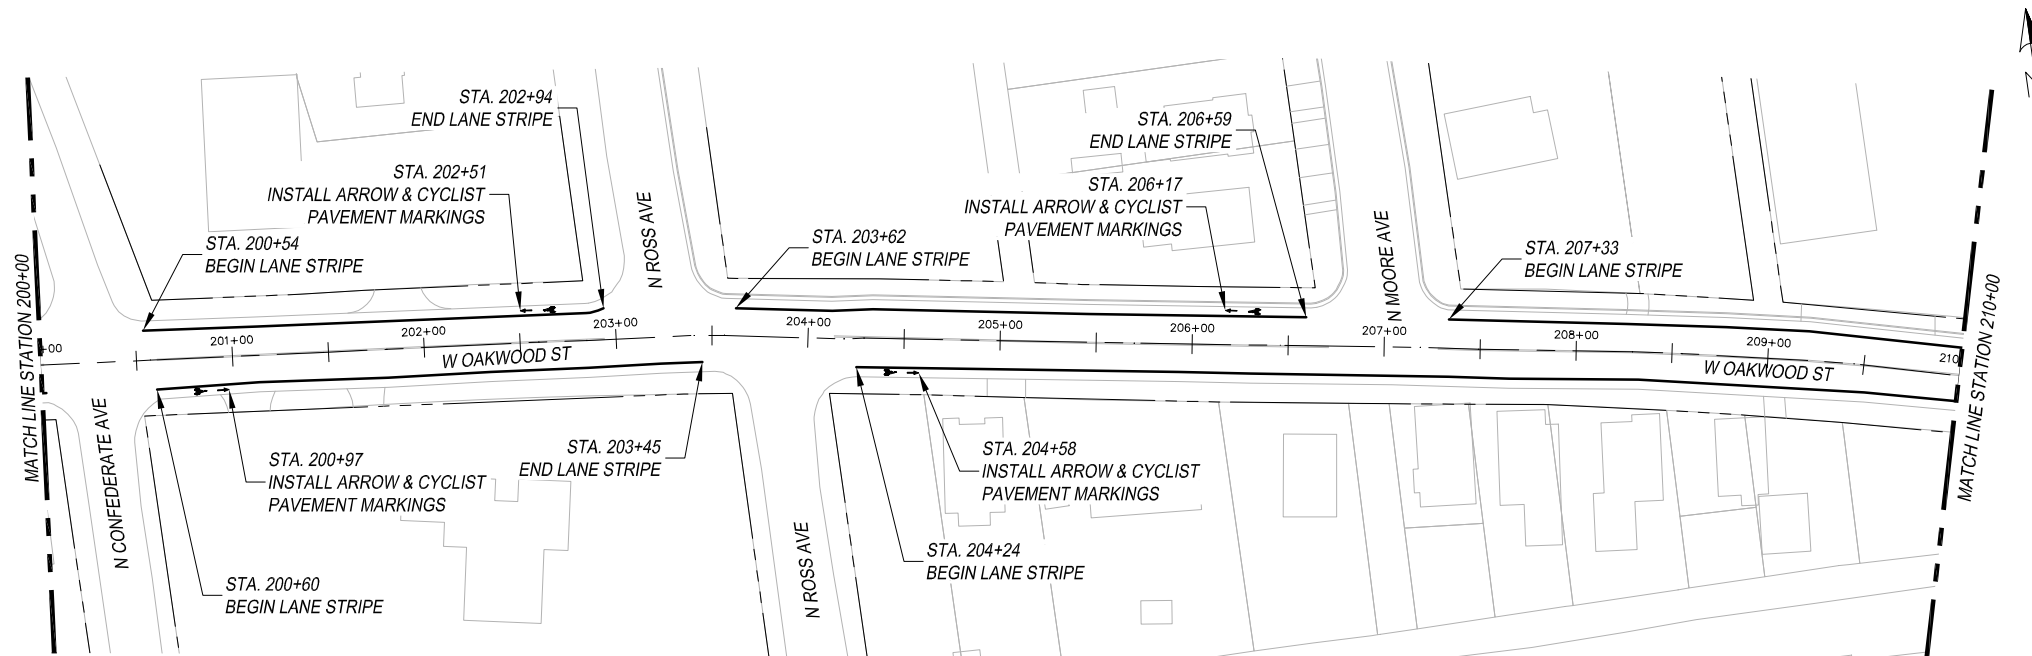 STA. 202+94
END LANE STRIPE
STA. 206+59
END LANE STRIPE
STA. 202+51
INSTALL ARROW & CYCLIST
PAVEMENT MARKINGS
STA. 206+17
INSTALL ARROW & CYCLIST
PAVEMENT MARKINGS
STA. 200+54
BEGIN LANE STRIPE
N ROSS AVE
STA. 203+62
BEGIN LANE STRIPE
N MOORE AVE
STA. 207+33
BEGIN LANE STRIPE
MATCH LINE STATION 200+00
+00
201+00
202+00
203+00
204+00
205+00
206+00
207+00
208+00
209+00
210
W OAKWOOD ST
W OAKWOOD ST
MATCH LINE STATION 210+00
N CONFEDERATE AVE
STA. 200+97
INSTALL ARROW & CYCLIST
PAVEMENT MARKINGS
STA. 203+45
END LANE STRIPE
STA. 204+58
INSTALL ARROW & CYCLIST
PAVEMENT MARKINGS
N ROSS AVE
STA. 204+24
BEGIN LANE STRIPE
STA. 200+60
BEGIN LANE STRIPE